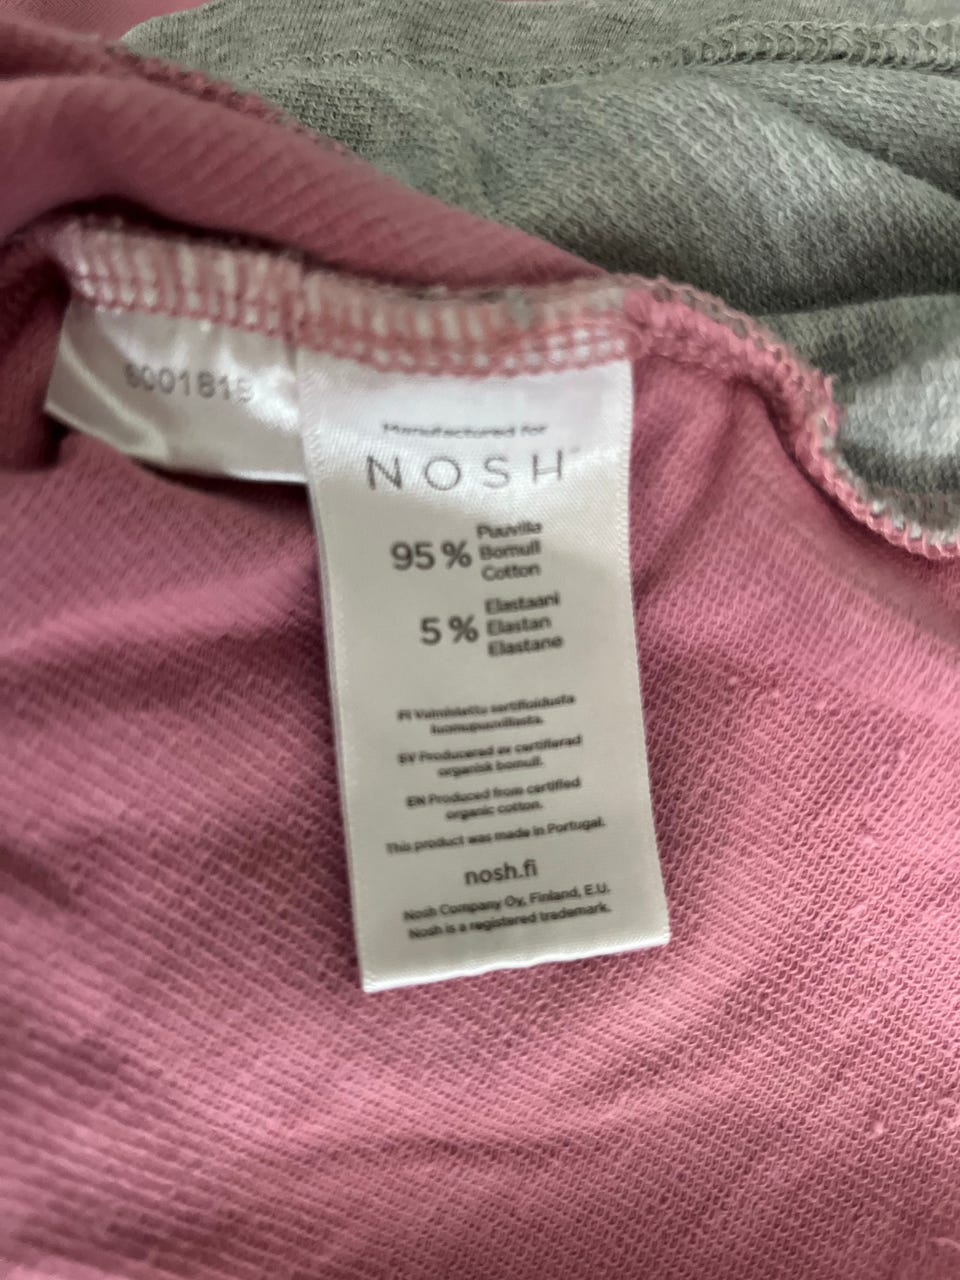 Manufactured for
NOSH
95 % Puuvilla
Bomull
Cotton
5 % Elastaani
Elastan
Elastane
FI Valmistettu sertifioidusta
luomupuuvillasta.
SV Producerad av certifierad
organisk bomull.
EN Produced from certified
organic cotton.
This product was made in Portugal.
nosh.fi
Nosh Company Oy, Finland, E.U.
Nosh is a registered trademark.